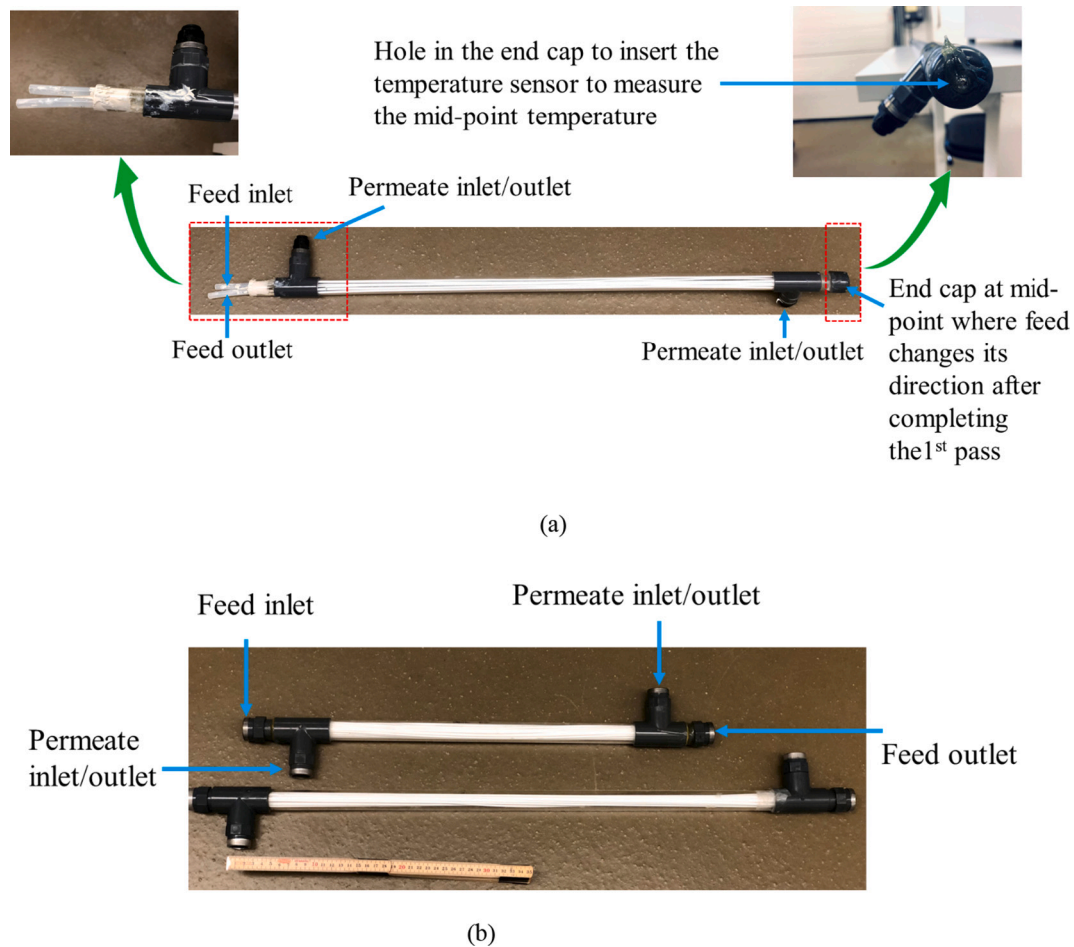 Hole in the end cap to insert the
temperature sensor to measure
the mid-point temperature
Feed inlet
Permeate inlet/outlet
Feed outlet
Permeate inlet/outlet
End cap at mid-
point where feed
changes its
direction after
completing
the1st pass
(a)
Feed inlet
Permeate inlet/outlet
Permeate
inlet/outlet
Feed outlet
(b)